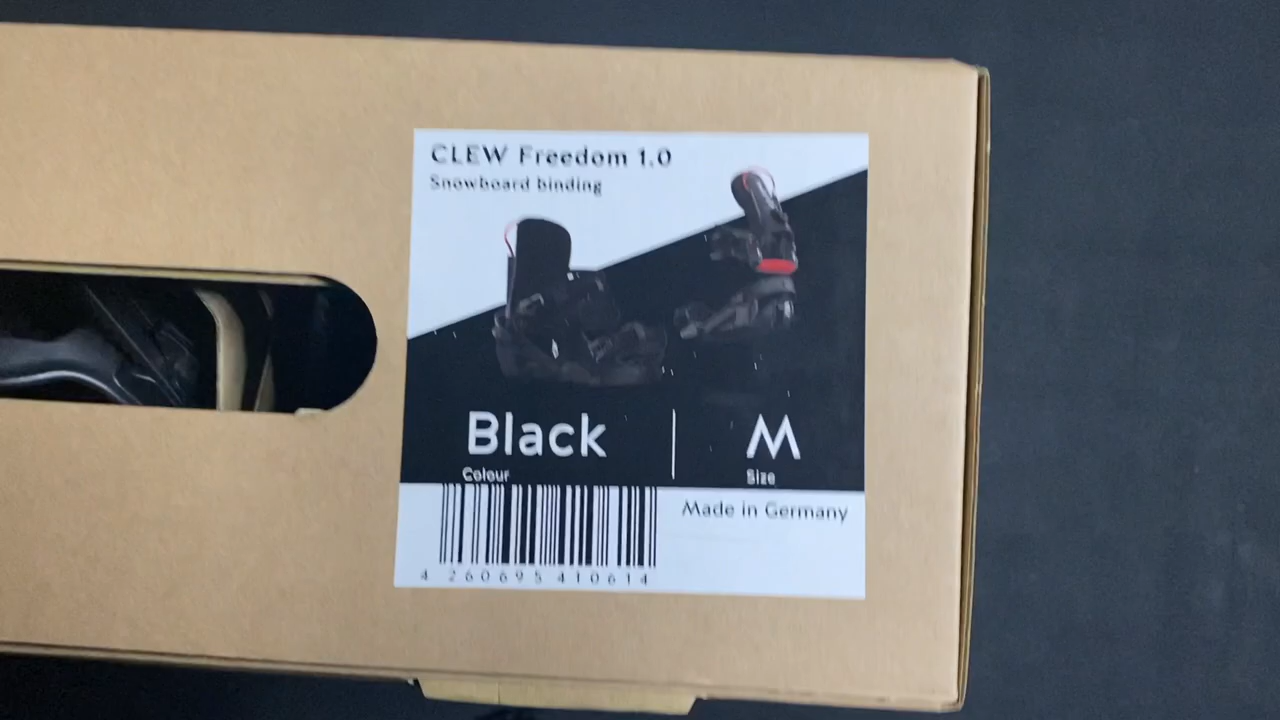 CLEW Freedom 1.0
Snowboard binding
Black
Colour
M
Size
Made in Germany
4 260695 410614